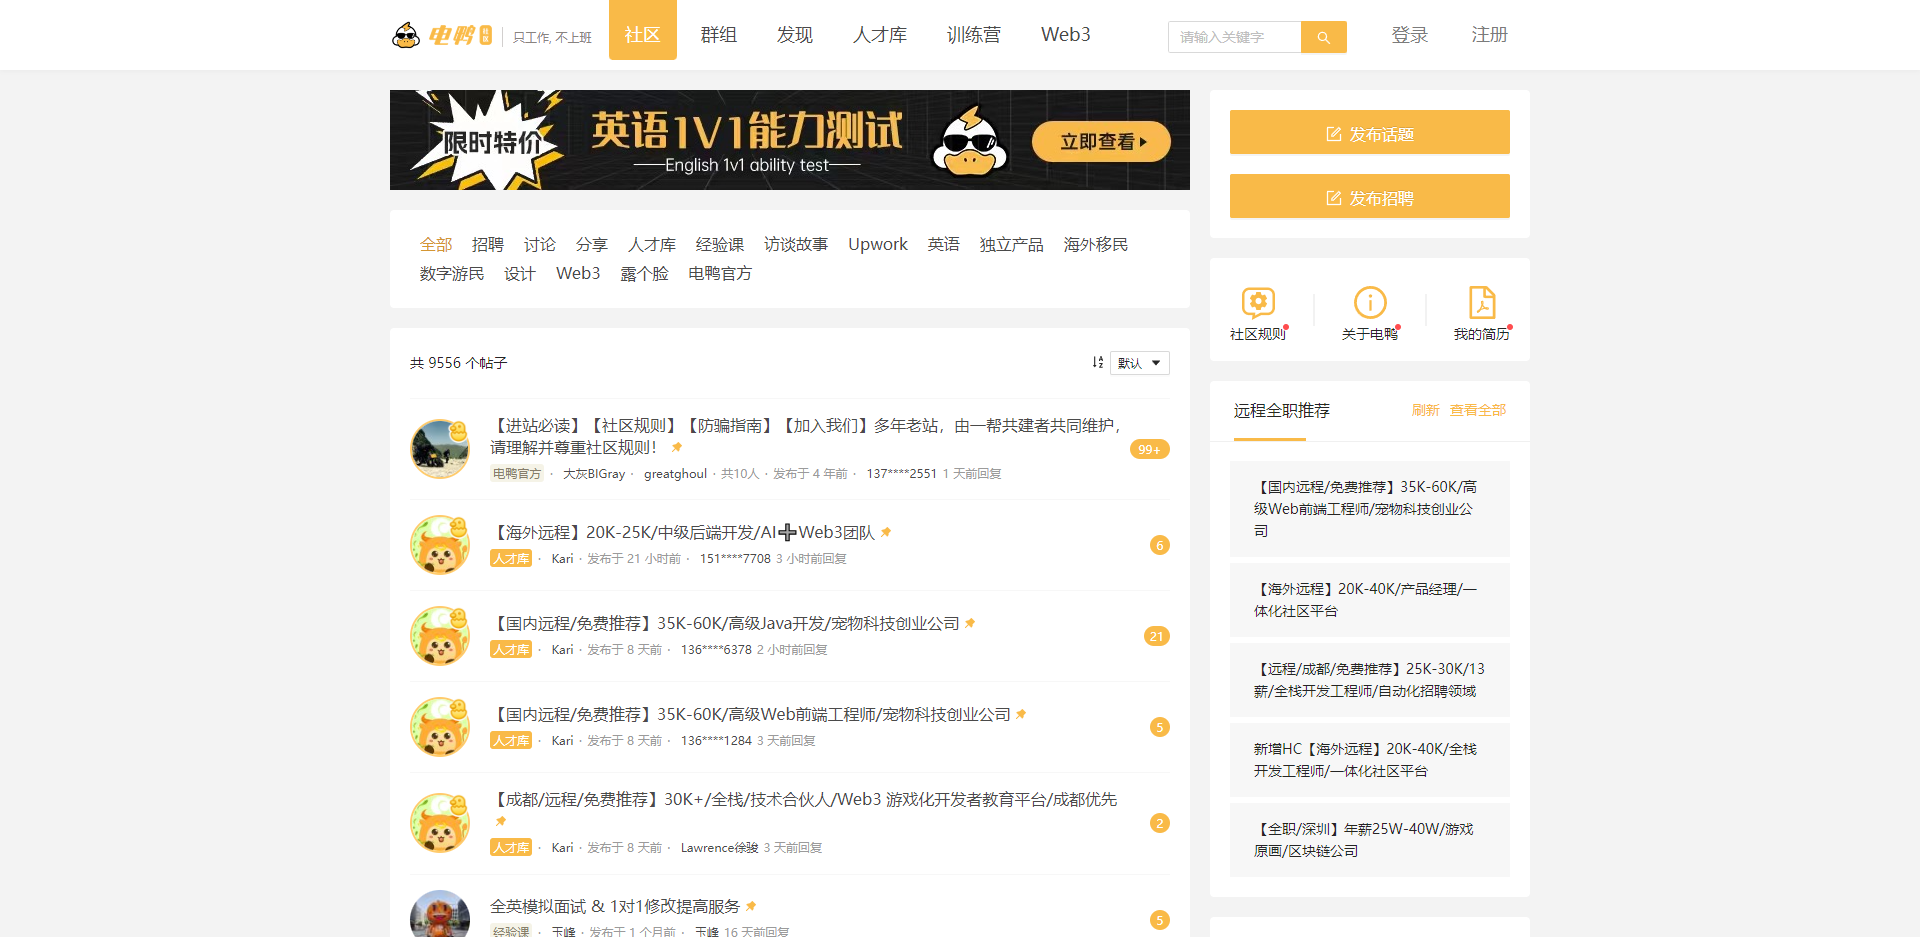 电鸭社区 只工作, 不上班 社区 群组 发现 人才库 训练营 Web3 请输入关键字 登录 注册
限时特价 英语1V1能力测试 立即查看
English 1v1 ability test
全部 招聘 讨论 分享 人才库 经验课 访谈故事 Upwork 英语 独立产品 海外移民
数字游民 设计 Web3 露个脸 电鸭官方
共 9556 个帖子 默认
【进站必读】【社区规则】【防骗指南】【加入我们】多年老站，由一帮共建者共同维护，
请理解并尊重社区规则！
99+
电鸭官方 · 大灰BIGray · greatghoul · 共10人 · 发布于 4 年前 · 137****2551 1 天前回复
【海外远程】20K-25K/中级后端开发/AI➕Web3团队
6
人才库 · Kari · 发布于 21 小时前 · 151****7708 3 小时前回复
【国内远程/免费推荐】35K-60K/高级Java开发/宠物科技创业公司
21
人才库 · Kari · 发布于 8 天前 · 136****6378 2 小时前回复
【国内远程/免费推荐】35K-60K/高级Web前端工程师/宠物科技创业公司
5
人才库 · Kari · 发布于 8 天前 · 136****1284 3 天前回复
【成都/远程/免费推荐】30K+/全栈/技术合伙人/Web3 游戏化开发者教育平台/成都优先
2
人才库 · Kari · 发布于 8 天前 · Lawrence徐骏 3 天前回复
全英模拟面试 & 1对1修改提高服务
5
经验课 · 玉峰 · 发布于 1 个月前 · 玉峰 16 天前回复
发布话题
发布招聘
社区规则 关于电鸭 我的简历
远程全职推荐 刷新 查看全部
【国内远程/免费推荐】35K-60K/高
级Web前端工程师/宠物科技创业公
司
【海外远程】20K-40K/产品经理/一
体化社区平台
【远程/成都/免费推荐】25K-30K/13
薪/全栈开发工程师/自动化招聘领域
新增HC【海外远程】20K-40K/全栈
开发工程师/一体化社区平台
【全职/深圳】年薪25W-40W/游戏
原画/区块链公司